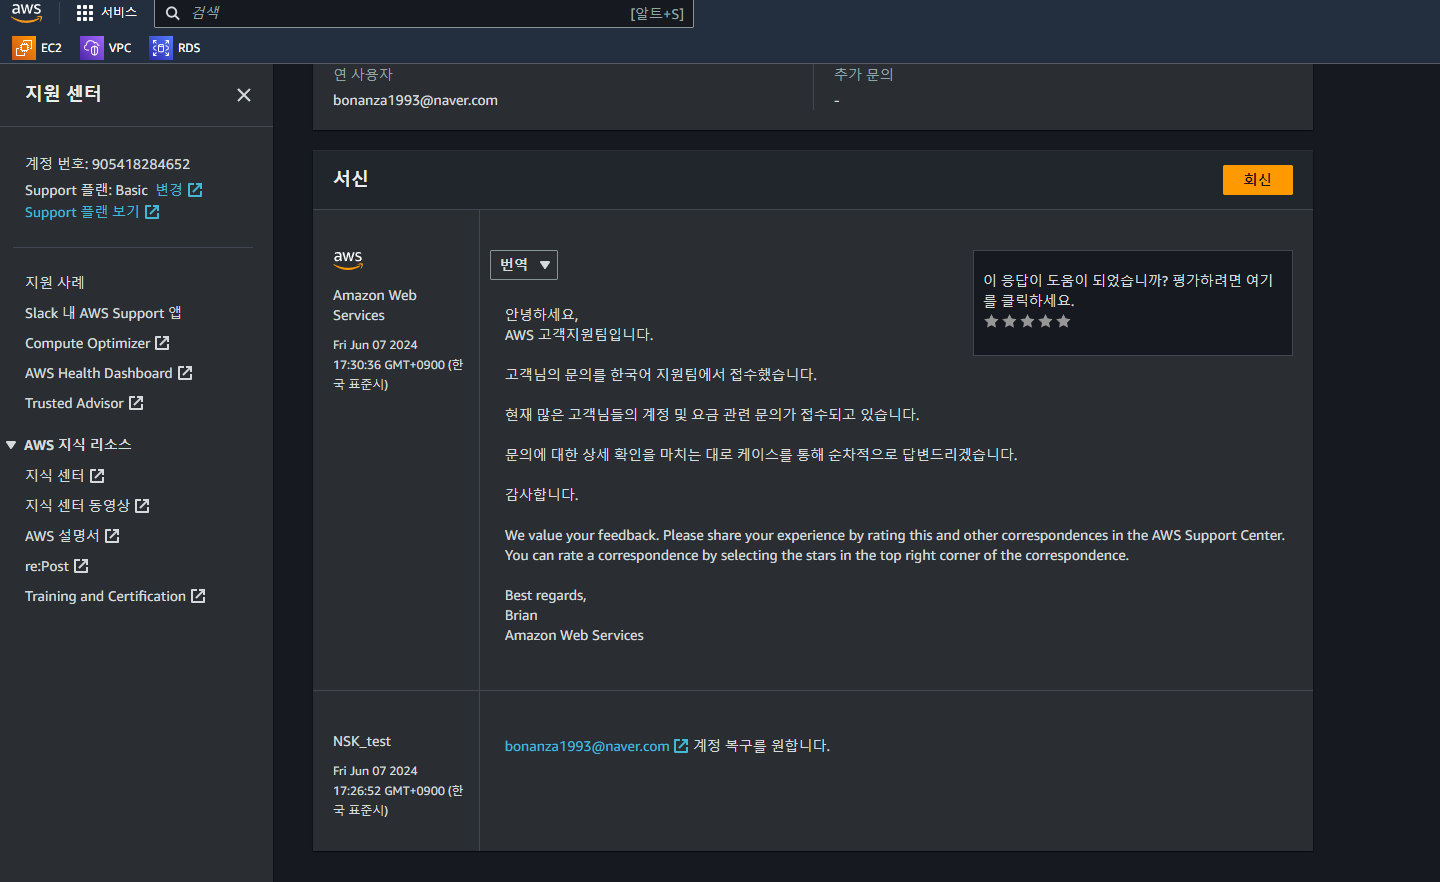 aws
서비스
검색
[알트+S]
EC2
VPC
RDS
지원 센터
계정 번호: 905418284652
Support 플랜: Basic 변경
Support 플랜 보기
지원 사례
Slack 내 AWS Support 앱
Compute Optimizer
AWS Health Dashboard
Trusted Advisor
AWS 지식 리소스
지식 센터
지식 센터 동영상
AWS 설명서
re:Post
Training and Certification
연 사용자
bonanza1993@naver.com
추가 문의
-
서신
회신
aws
Amazon Web
Services
Fri Jun 07 2024
17:30:36 GMT+0900 (한
국 표준시)
번역
이 응답이 도움이 되었습니까? 평가하려면 여기
를 클릭하세요.
안녕하세요,
AWS 고객지원팀입니다.
고객님의 문의를 한국어 지원팀에서 접수했습니다.
현재 많은 고객님들의 계정 및 요금 관련 문의가 접수되고 있습니다.
문의에 대한 상세 확인을 마치는 대로 케이스를 통해 순차적으로 답변드리겠습니다.
감사합니다.
We value your feedback. Please share your experience by rating this and other correspondences in the AWS Support Center.
You can rate a correspondence by selecting the stars in the top right corner of the correspondence.
Best regards,
Brian
Amazon Web Services
NSK_test
Fri Jun 07 2024
17:26:52 GMT+0900 (한
국 표준시)
bonanza1993@naver.com 계정 복구를 원합니다.